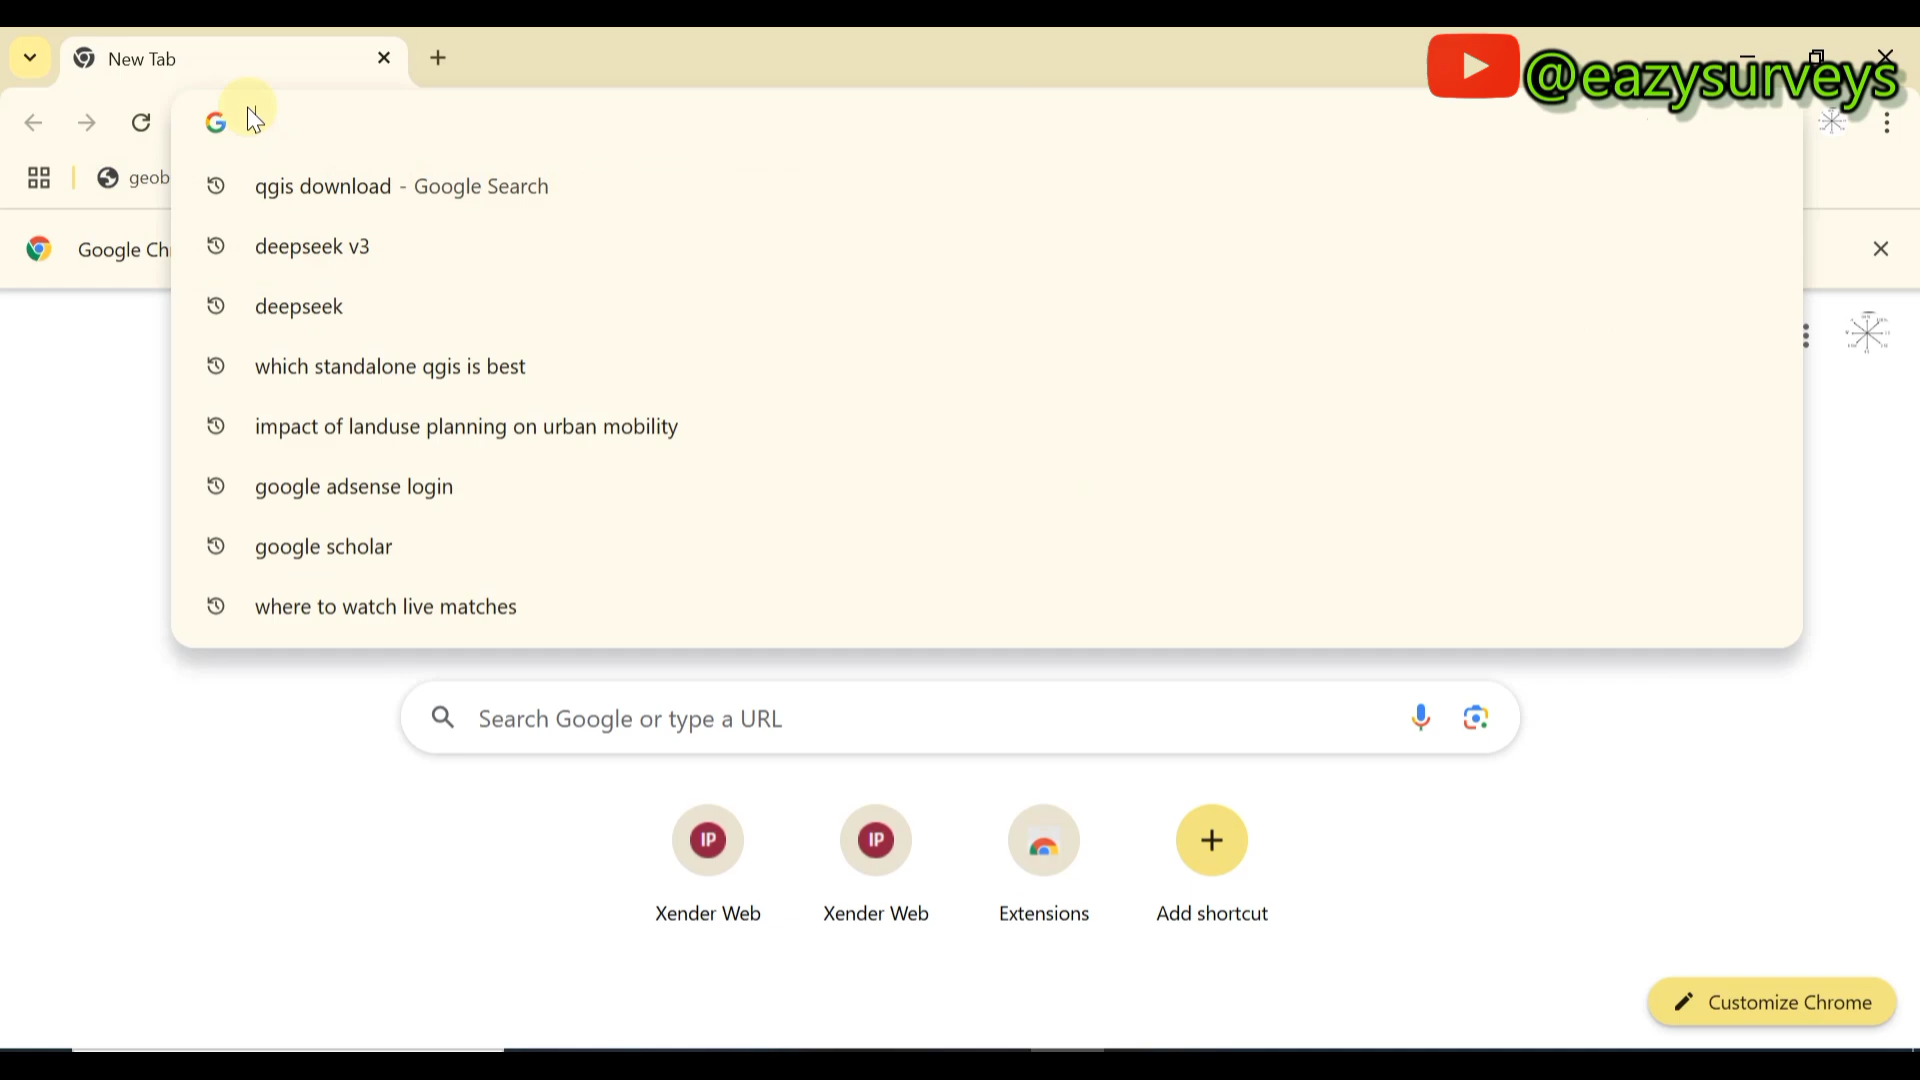 New Tab
@eazysurveys
geob
qgis download - Google Search
Google Ch
deepseek v3
deepseek
which standalone qgis is best
impact of landuse planning on urban mobility
google adsense login
google scholar
where to watch live matches
Search Google or type a URL
IP
IP
Xender Web
Xender Web
Extensions
Add shortcut
Customize Chrome